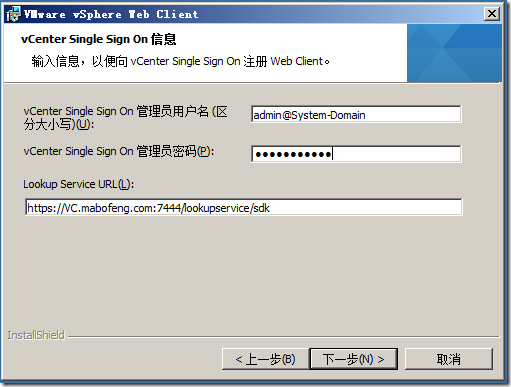 VMware vSphere Web Client
vCenter Single Sign On 信息
输入信息，以便向 vCenter Single Sign On 注册 Web Client。
vCenter Single Sign On 管理员用户名 (区
分大小写)(U):
admin@System-Domain
vCenter Single Sign On 管理员密码(P):
●●●●●●●●●●●
Lookup Service URL(L):
https://VC.mabofeng.com:7444/lookupservice/sdk
InstallShield
< 上一步(B)
下一步(N) >
取消